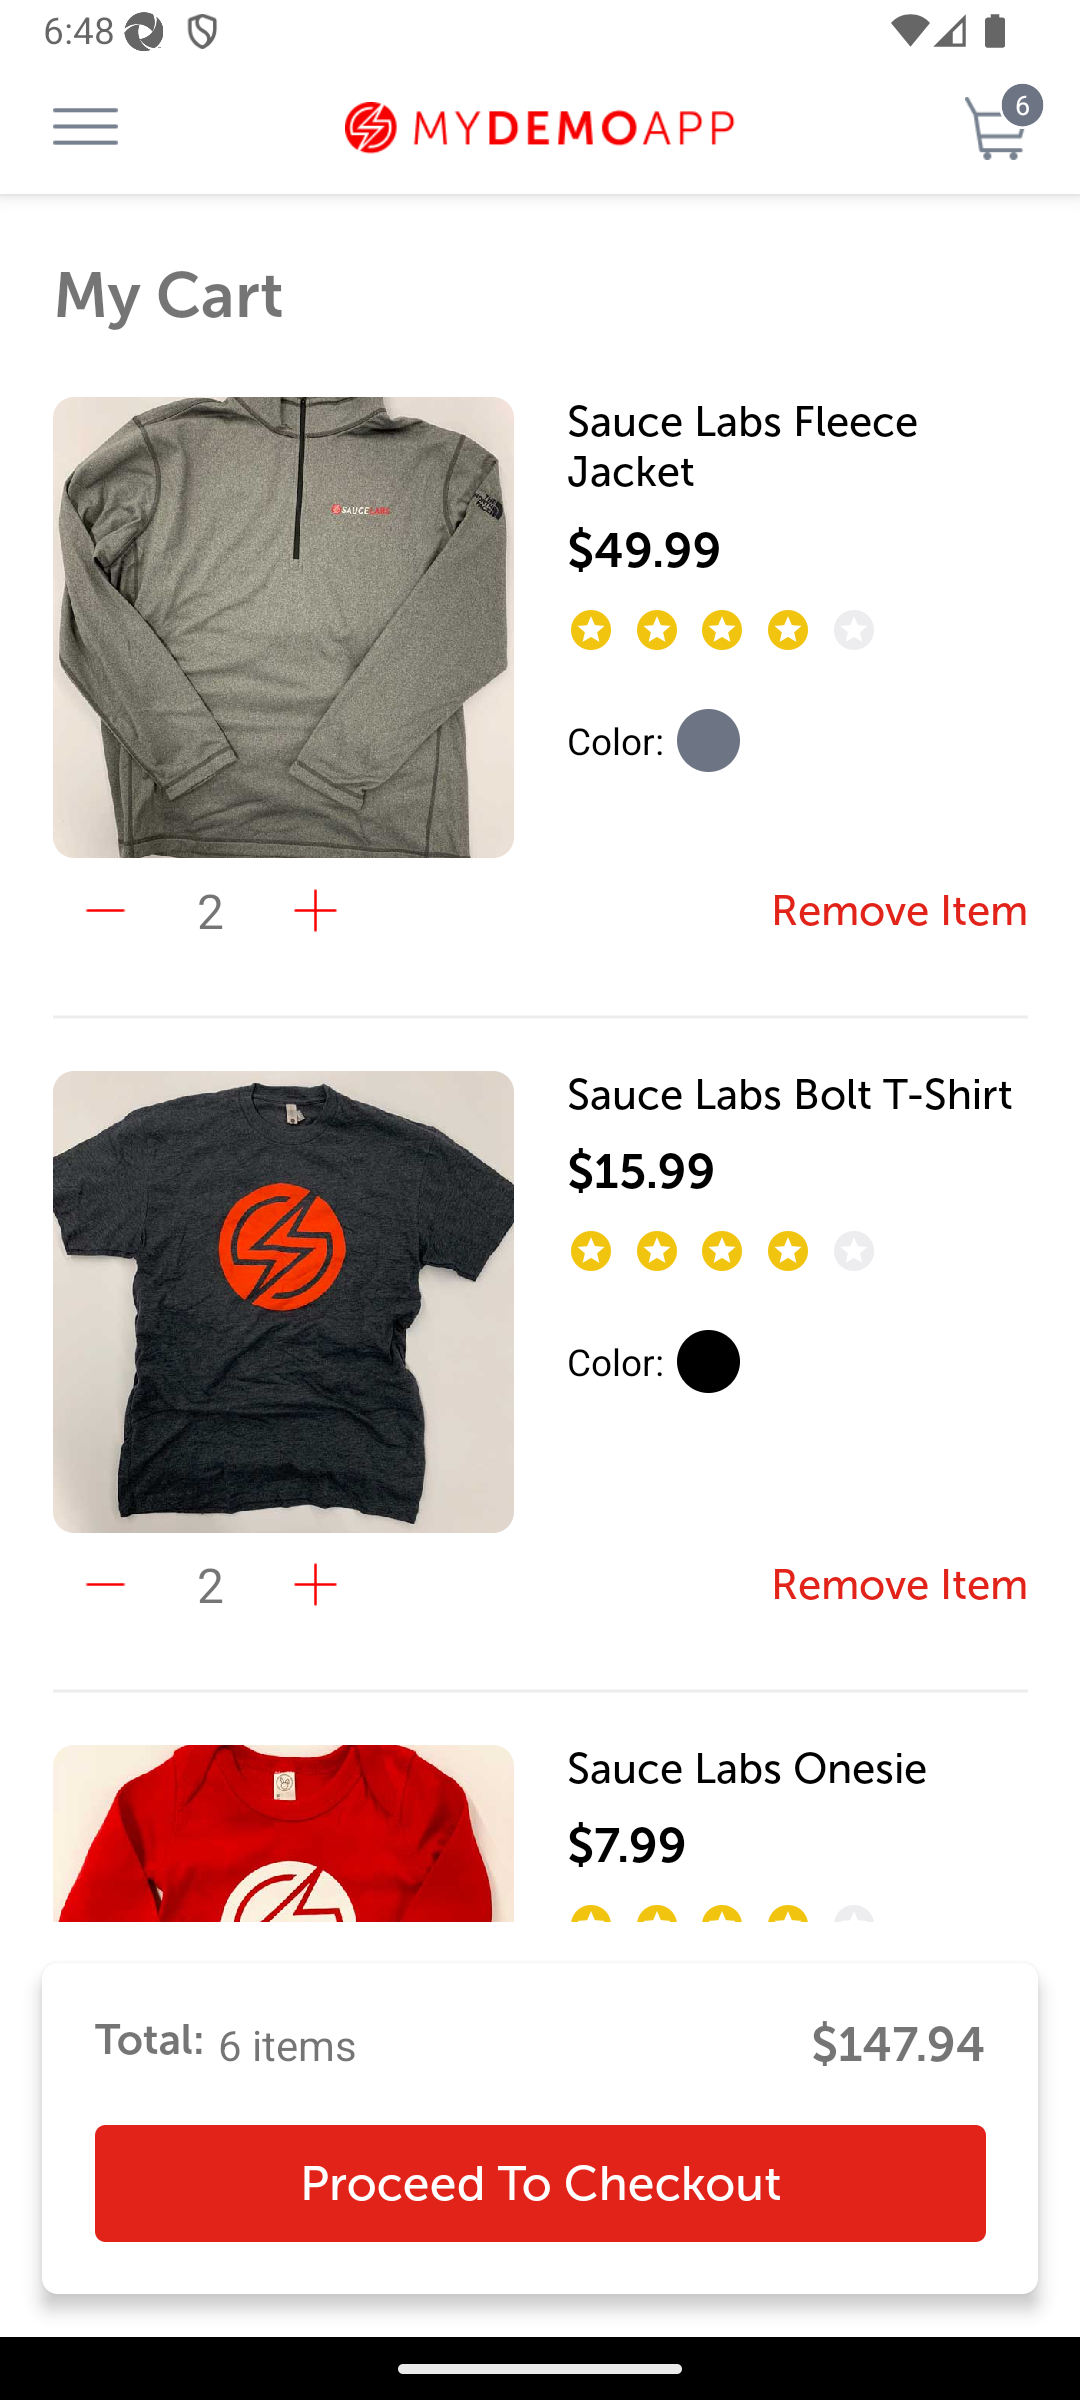 6:48
MYDEMOAPP
6
My Cart
SAUCELABS
Sauce Labs Fleece
Jacket
$49.99
Color:
2
Remove Item
Sauce Labs Bolt T-Shirt
$15.99
Color:
2
Remove Item
Sauce Labs Onesie
$7.99
Total: 6 items
$147.94
Proceed To Checkout